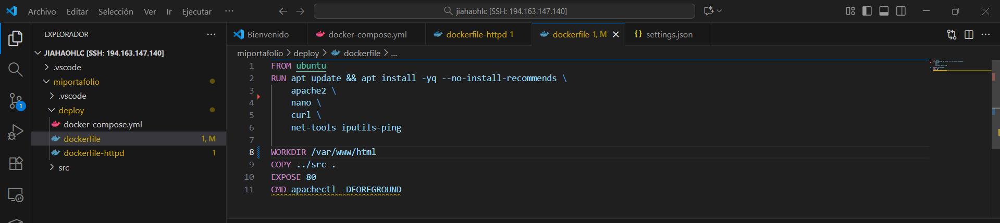 Archivo Editar Selección Ver Ir Ejecutar ··· jiahaohlc [SSH: 194.163.147.140]
EXPLORADOR ···
JIAHAOHLC [SSH: 194.163.147.140]
.vscode
miportafolio
.vscode
deploy
docker-compose.yml
dockerfile 1, M
dockerfile-httpd 1
src
1
Bienvenido docker-compose.yml dockerfile-httpd 1 dockerfile 1, M {} settings.json ···
miportafolio > deploy > dockerfile > ...
1 FROM ubuntu
2 RUN apt update && apt install -yq --no-install-recommends \
3 apache2 \
4 nano \
5 curl \
6 net-tools iputils-ping
7
8 WORKDIR /var/www/html
9 COPY ../src .
10 EXPOSE 80
11 CMD apachectl -DFOREGROUND